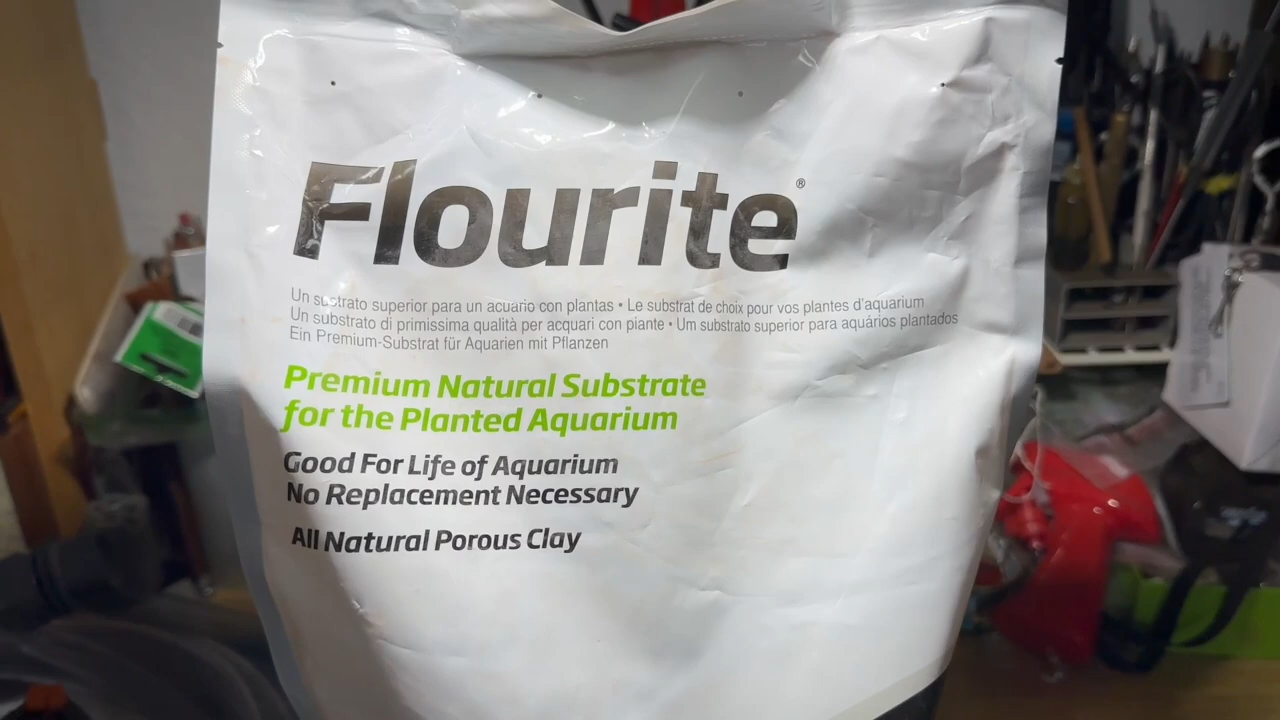 Flourite®
Un sustrato superior para un acuario con plantas • Le substrat de choix pour vos plantes d'aquarium
Un substrato di primissima qualità per acquari con piante • Um substrato superior para aquários plantados
Ein Premium-Substrat für Aquarien mit Pflanzen
Premium Natural Substrate
for the Planted Aquarium
Good For Life of Aquarium
No Replacement Necessary
All Natural Porous Clay